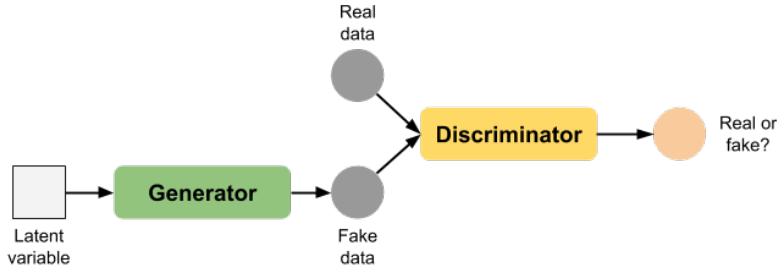 Real
data
Discriminator
Real or
fake?
Generator
Latent
variable
Fake
data